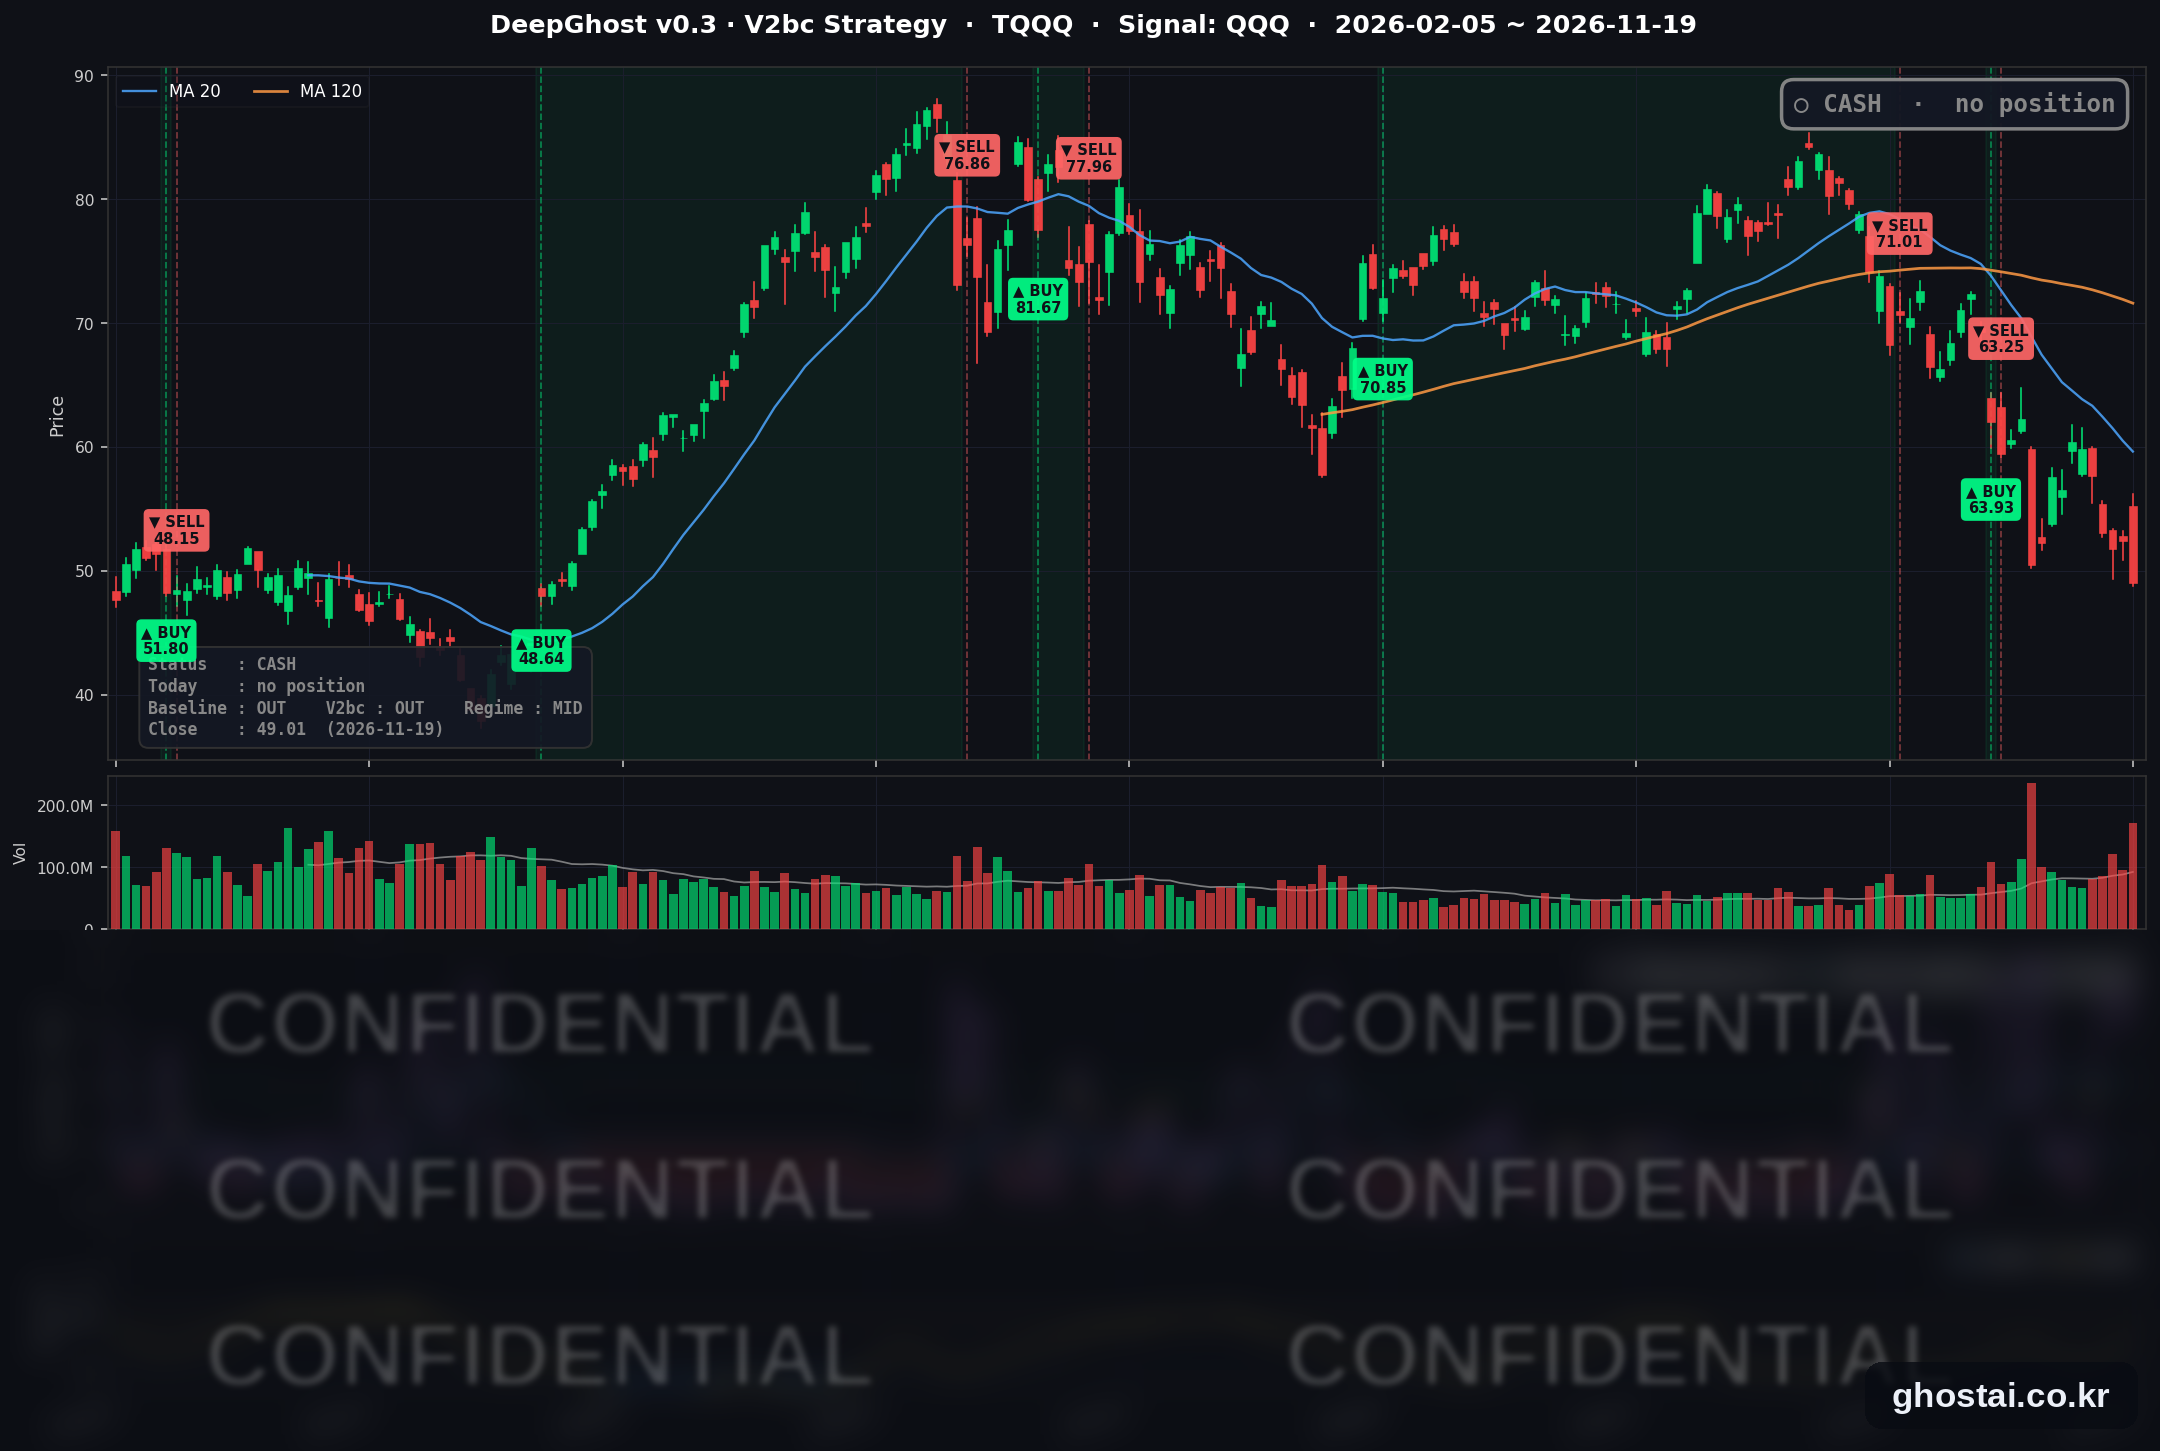 DeepGhost v0.3 · V2bc Strategy · TQQQ · Signal: QQQ · 2026-02-05 ~ 2026-11-19
MA 20 MA 120
○ CASH · no position
Price
90
80
70
60
50
40
▼ SELL
48.15
▲ BUY
51.80
▲ BUY
48.64
▼ SELL
76.86
▲ BUY
81.67
▼ SELL
77.96
▲ BUY
70.85
▼ SELL
71.01
▲ BUY
63.93
▼ SELL
63.25
Status : CASH
Today : no position
Baseline : OUT V2bc : OUT Regime : MID
Close : 49.01 (2026-11-19)
Vol
200.0M
100.0M
0
CONFIDENTIAL CONFIDENTIAL
CONFIDENTIAL CONFIDENTIAL
CONFIDENTIAL CONFIDENTIAL
ghostai.co.kr